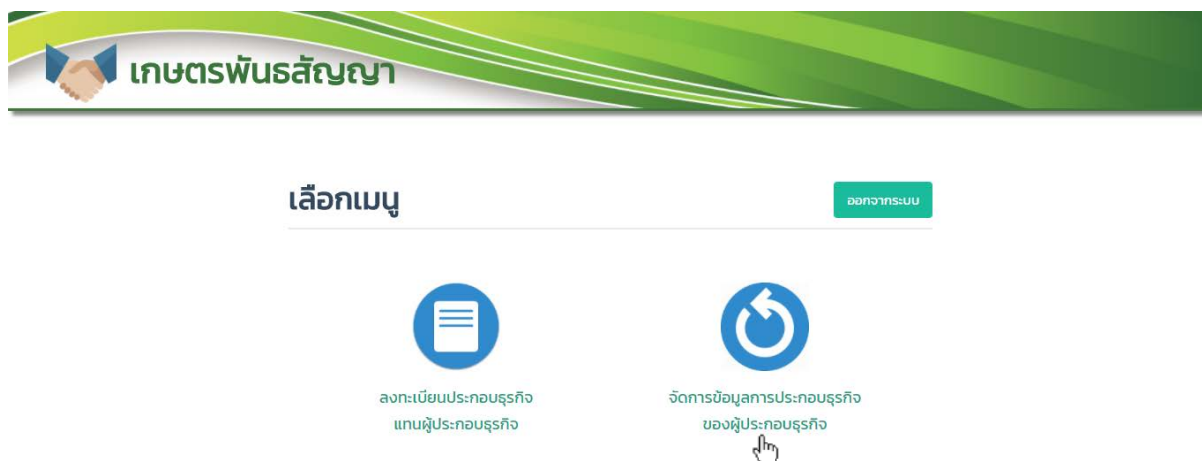 เกษตรพันธสัญญา
เลือกเมนู
ออกจากระบบ
ลงทะเบียนประกอบธุรกิจ
แทนผู้ประกอบธุรกิจ
จัดการข้อมูลการประกอบธุรกิจ
ของผู้ประกอบธุรกิจ